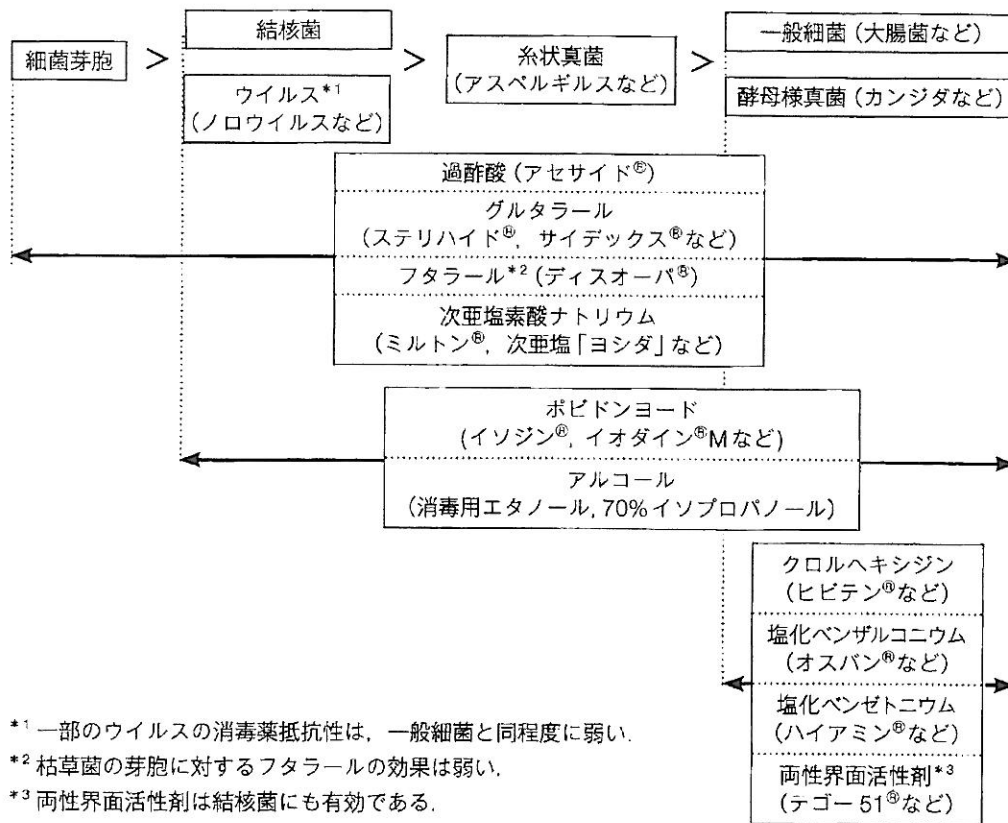 細菌芽胞
>
結核菌
ウイルス*1
(ノロウイルスなど)
>
糸状真菌
(アスペルギルスなど)
>
一般細菌(大腸菌など)
酵母様真菌(カンジダなど)
過酢酸(アセサイド®)
グルタラール
(ステリハイド®, サイデックス®など)
フタラール*2(ディスオーパ®)
次亜塩素酸ナトリウム
(ミルトン®, 次亜塩「ヨシダ」など)
ポビドンヨード
(イソジン®, イオダイン®Mなど)
アルコール
(消毒用エタノール, 70%イソプロパノール)
クロルヘキシジン
(ヒビテン®など)
塩化ベンザルコニウム
(オスバン®など)
塩化ベンゼトニウム
(ハイアミン®など)
両性界面活性剤*3
(テゴー51®など)
*1 一部のウイルスの消毒薬抵抗性は, 一般細菌と同程度に弱い.
*2 枯草菌の芽胞に対するフタラールの効果は弱い.
*3 両性界面活性剤は結核菌にも有効である.